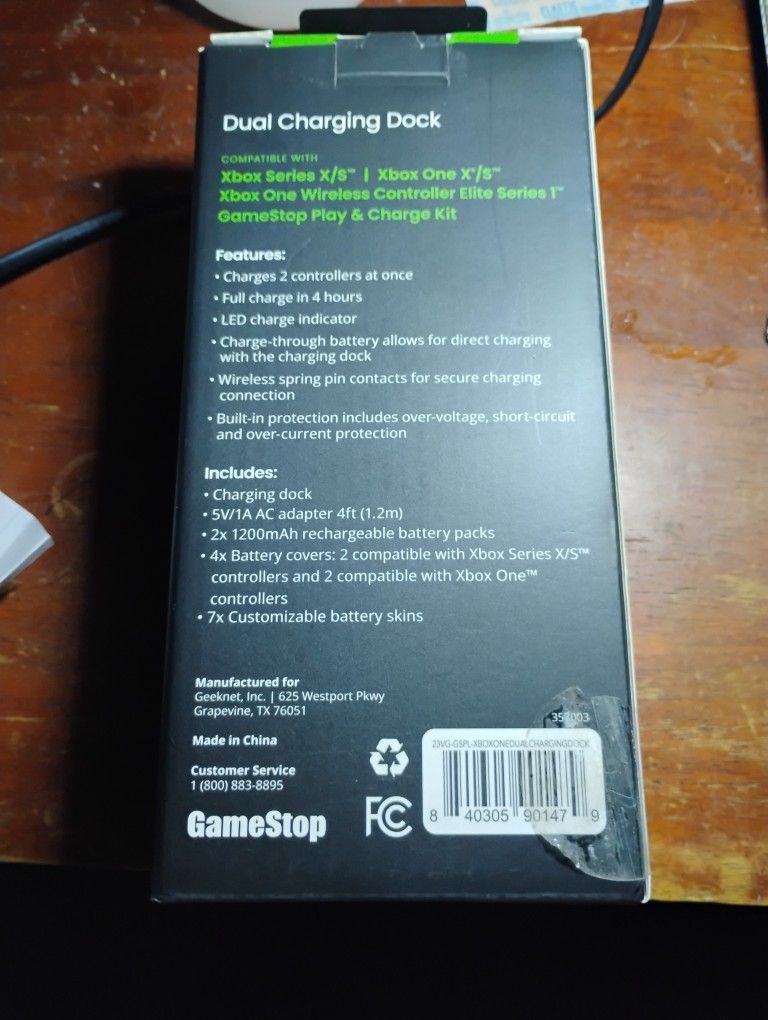 PLASTIC
Dual Charging Dock
COMPATIBLE WITH
Xbox Series X/S™ | Xbox One X™/S™
Xbox One Wireless Controller Elite Series 1™
GameStop Play & Charge Kit
Features:
• Charges 2 controllers at once
• Full charge in 4 hours
• LED charge indicator
• Charge-through battery allows for direct charging
with the charging dock
• Wireless spring pin contacts for secure charging
connection
• Built-in protection includes over-voltage, short-circuit
and over-current protection
Includes:
• Charging dock
• 5V/1A AC adapter 4ft (1.2m)
• 2x 1200mAh rechargeable battery packs
• 4x Battery covers: 2 compatible with Xbox Series X/S™
controllers and 2 compatible with Xbox One™
controllers
• 7x Customizable battery skins
Manufactured for
Geeknet, Inc. | 625 Westport Pkwy
Grapevine, TX 76051
Made in China
Customer Service
1 (800) 883-8895
GameStop
FC
23VG-GSPL-XBOXONEDUALCHARGINGDOCK
8 40305 90147 9